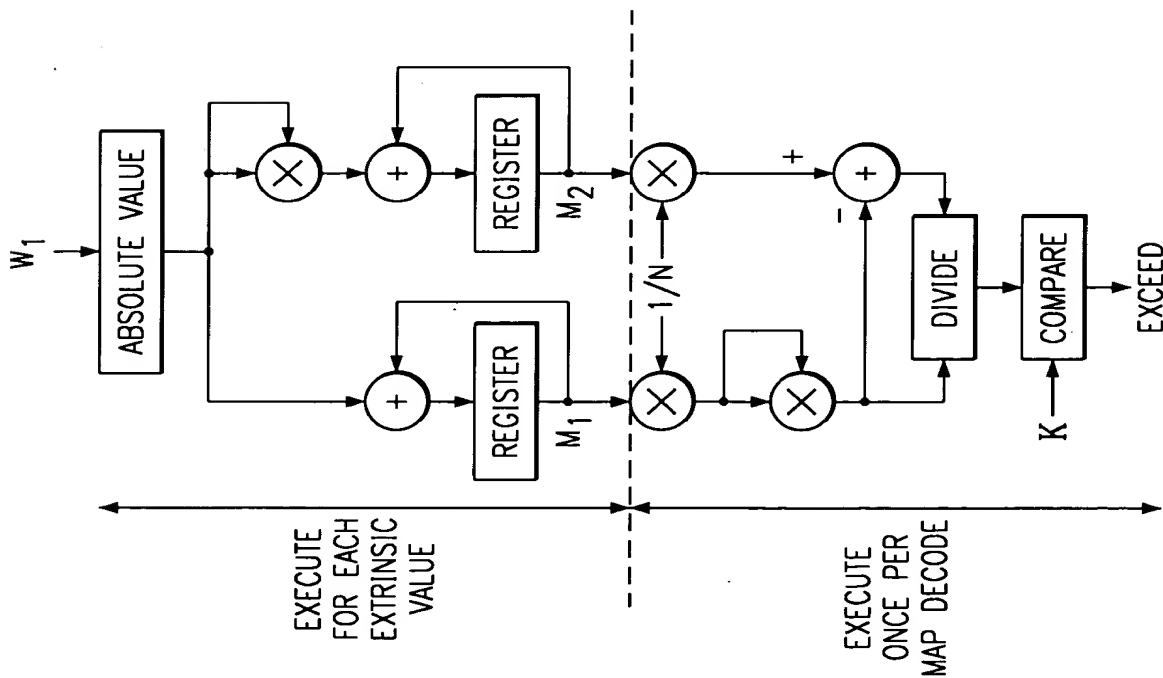 W1
ABSOLUTE VALUE
×
+
+
REGISTER
REGISTER
M1
M2
EXECUTE
FOR EACH
EXTRINSIC
VALUE
×
1/N
×
×
+
-
+
DIVIDE
K
COMPARE
EXCEED
EXECUTE
ONCE PER
MAP DECODE